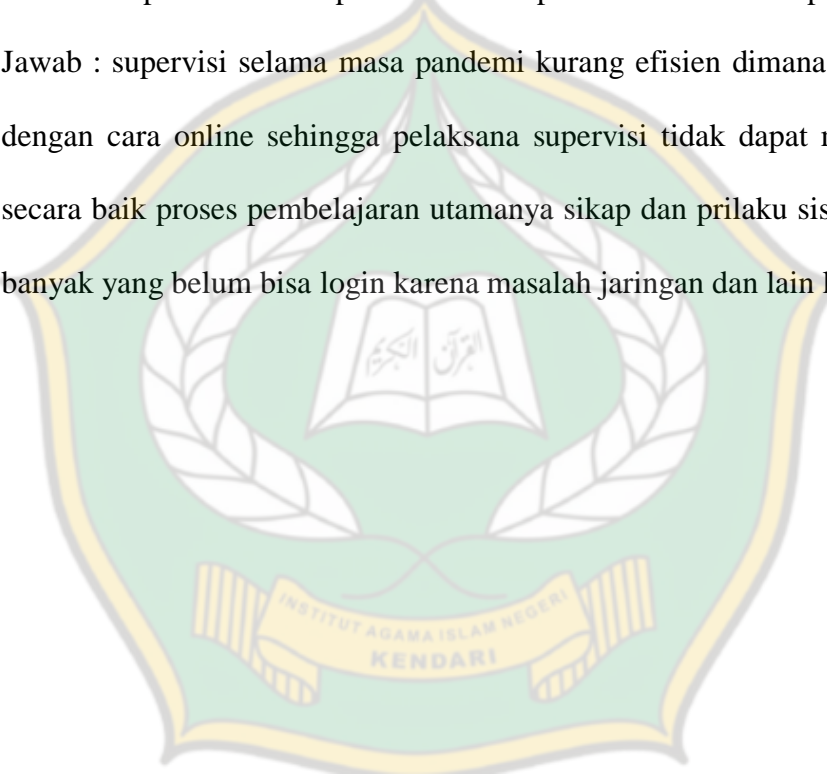 Jawab : supervisi selama masa pandemi kurang efisien dimana
dengan cara online sehingga pelaksana supervisi tidak dapat
secara baik proses pembelajaran utamanya sikap dan prilaku
banyak yang belum bisa login karena masalah jaringan dan lain
القرآن الكريم
INSTITUT AGAMA ISLAM NEGERI
KENDARI